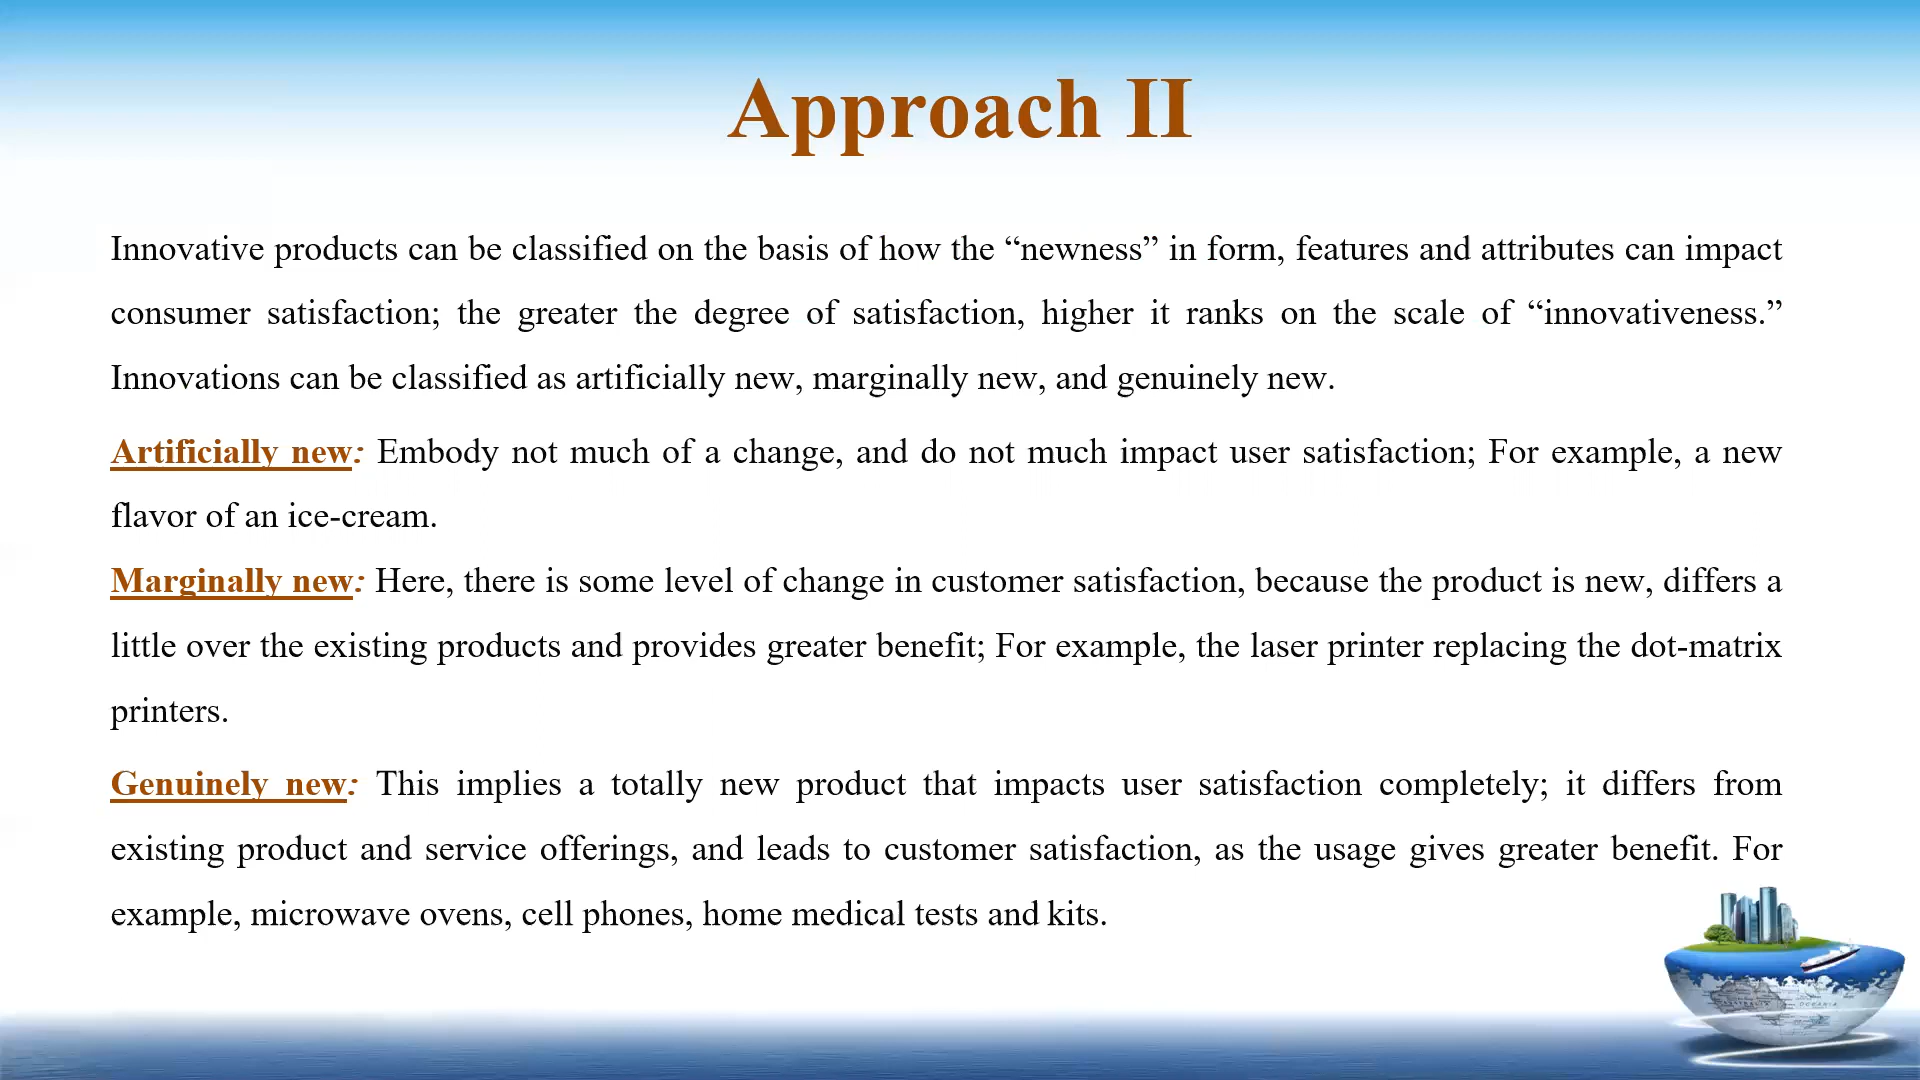 Approach II
Innovative products can be classified on the basis of how the “newness” in form, features and attributes can impact
consumer satisfaction; the greater the degree of satisfaction, higher it ranks on the scale of “innovativeness.”
Innovations can be classified as artificially new, marginally new, and genuinely new.
Artificially new: Embody not much of a change, and do not much impact user satisfaction; For example, a new
flavor of an ice-cream.
Marginally new: Here, there is some level of change in customer satisfaction, because the product is new, differs a
little over the existing products and provides greater benefit; For example, the laser printer replacing the dot-matrix
printers.
Genuinely new: This implies a totally new product that impacts user satisfaction completely; it differs from
existing product and service offerings, and leads to customer satisfaction, as the usage gives greater benefit. For
example, microwave ovens, cell phones, home medical tests and kits.